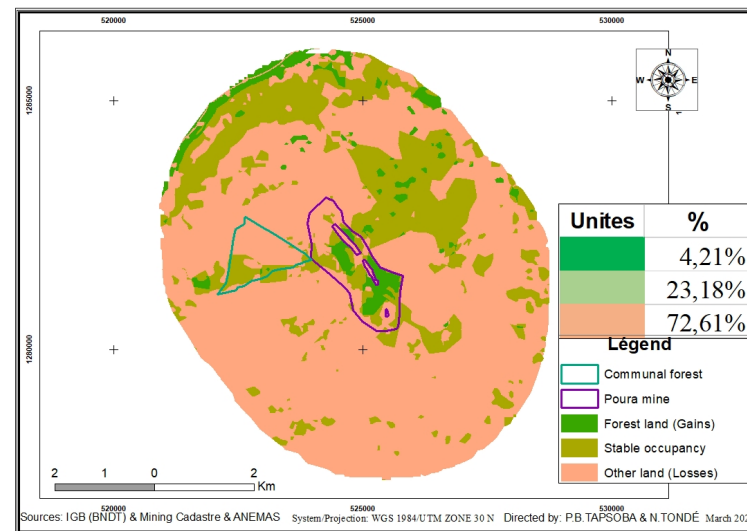 520000 525000 530000
N
W E
S
1285000
Unites %
4,21%
23,18%
72,61%
1280000
Légend
Communal forest
Poura mine
Forest land (Gains)
Stable occupancy
Other land (Losses)
2 1 0 2
Km
520000 525000 530000
Sources: IGB (BNDT) & Mining Cadastre & ANEMAS System/Projection: WGS 1984/UTM ZONE 30 N Directed by: P.B.TAPSOBA & N.TONDÉ March